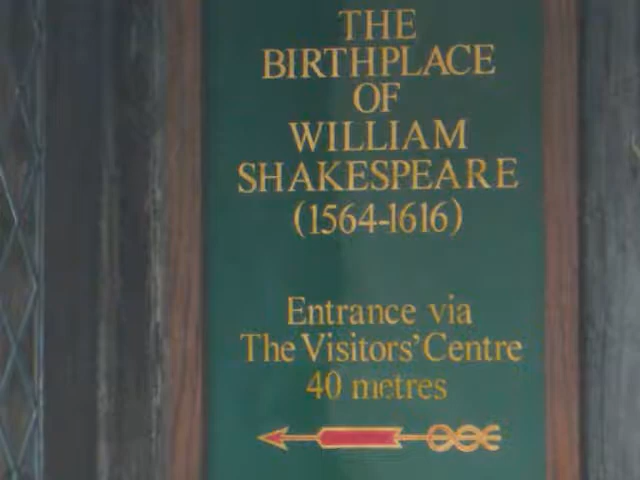 THE
BIRTHPLACE
OF
WILLIAM
SHAKESPEARE
(1564-1616)
Entrance via
The Visitors' Centre
40 metres